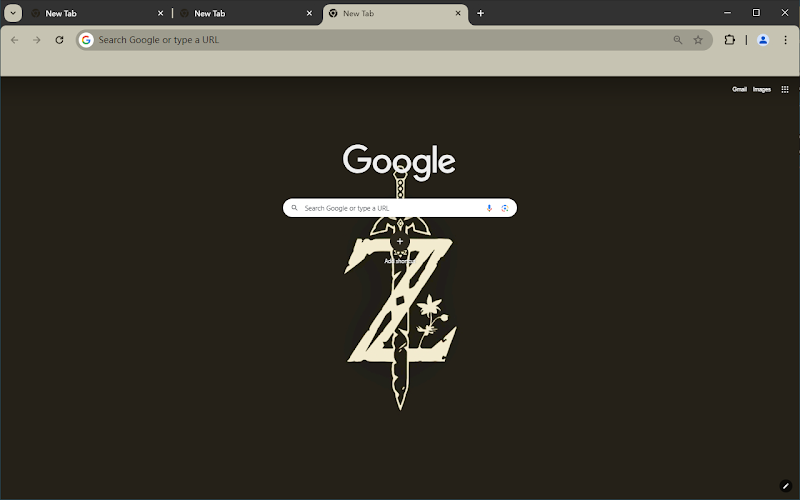 New Tab
New Tab
New Tab
Search Google or type a URL
Gmail Images
Google
Search Google or type a URL
Z
Add shortcut